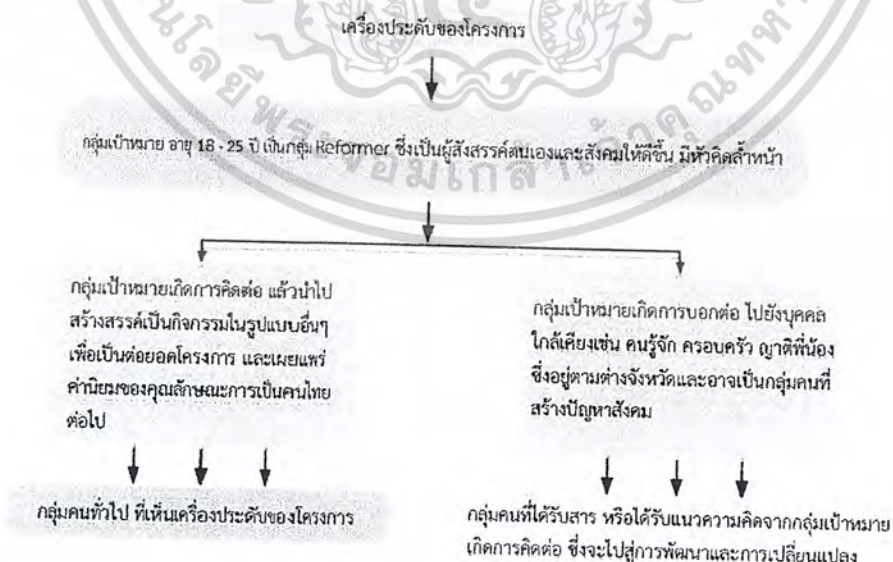 เครื่องประดับของโครงการ
กลุ่มเป้าหมาย อายุ 18 - 25 ปี เป็นกลุ่ม Reformer ซึ่งเป็นผู้สังสรรค์ตนเองและสังคมให้ดีขึ้น มีหัวคิดล้ำหน้า
กลุ่มเป้าหมายเกิดการคิดต่อ แล้วนำไป
สร้างสรรค์เป็นกิจกรรมในรูปแบบอื่นๆ
เพื่อเป็นต่อยอดโครงการ และเผยแพร่
ค่านิยมของคุณลักษณะการเป็นคนไทย
ต่อไป
กลุ่มคนทั่วไป ที่เห็นเครื่องประดับของโครงการ
กลุ่มเป้าหมายเกิดการบอกต่อ ไปยังบุคคล
ใกล้เคียงเช่น คนรู้จัก ครอบครัว ญาติพี่น้อง
ซึ่งอยู่ตามต่างจังหวัดและอาจเป็นกลุ่มคนที่
สร้างปัญหาสังคม
กลุ่มคนที่ได้รับสาร หรือได้รับแนวความคิดจากกลุ่มเป้าหมาย
เกิดการคิดต่อ ซึ่งจะไปสู่การพัฒนาและการเปลี่ยนแปลง